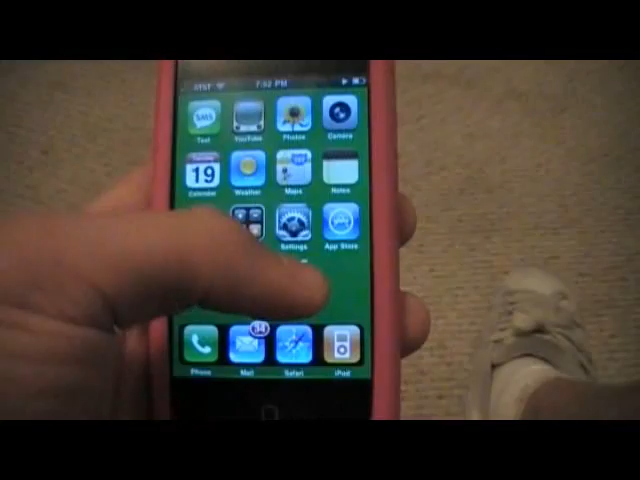 AT&T 7:52 PM
SMS
Text YouTube Photos Camera
19
Calendar Weather Maps Notes
Settings App Store
34
Phone Mail Safari iPod